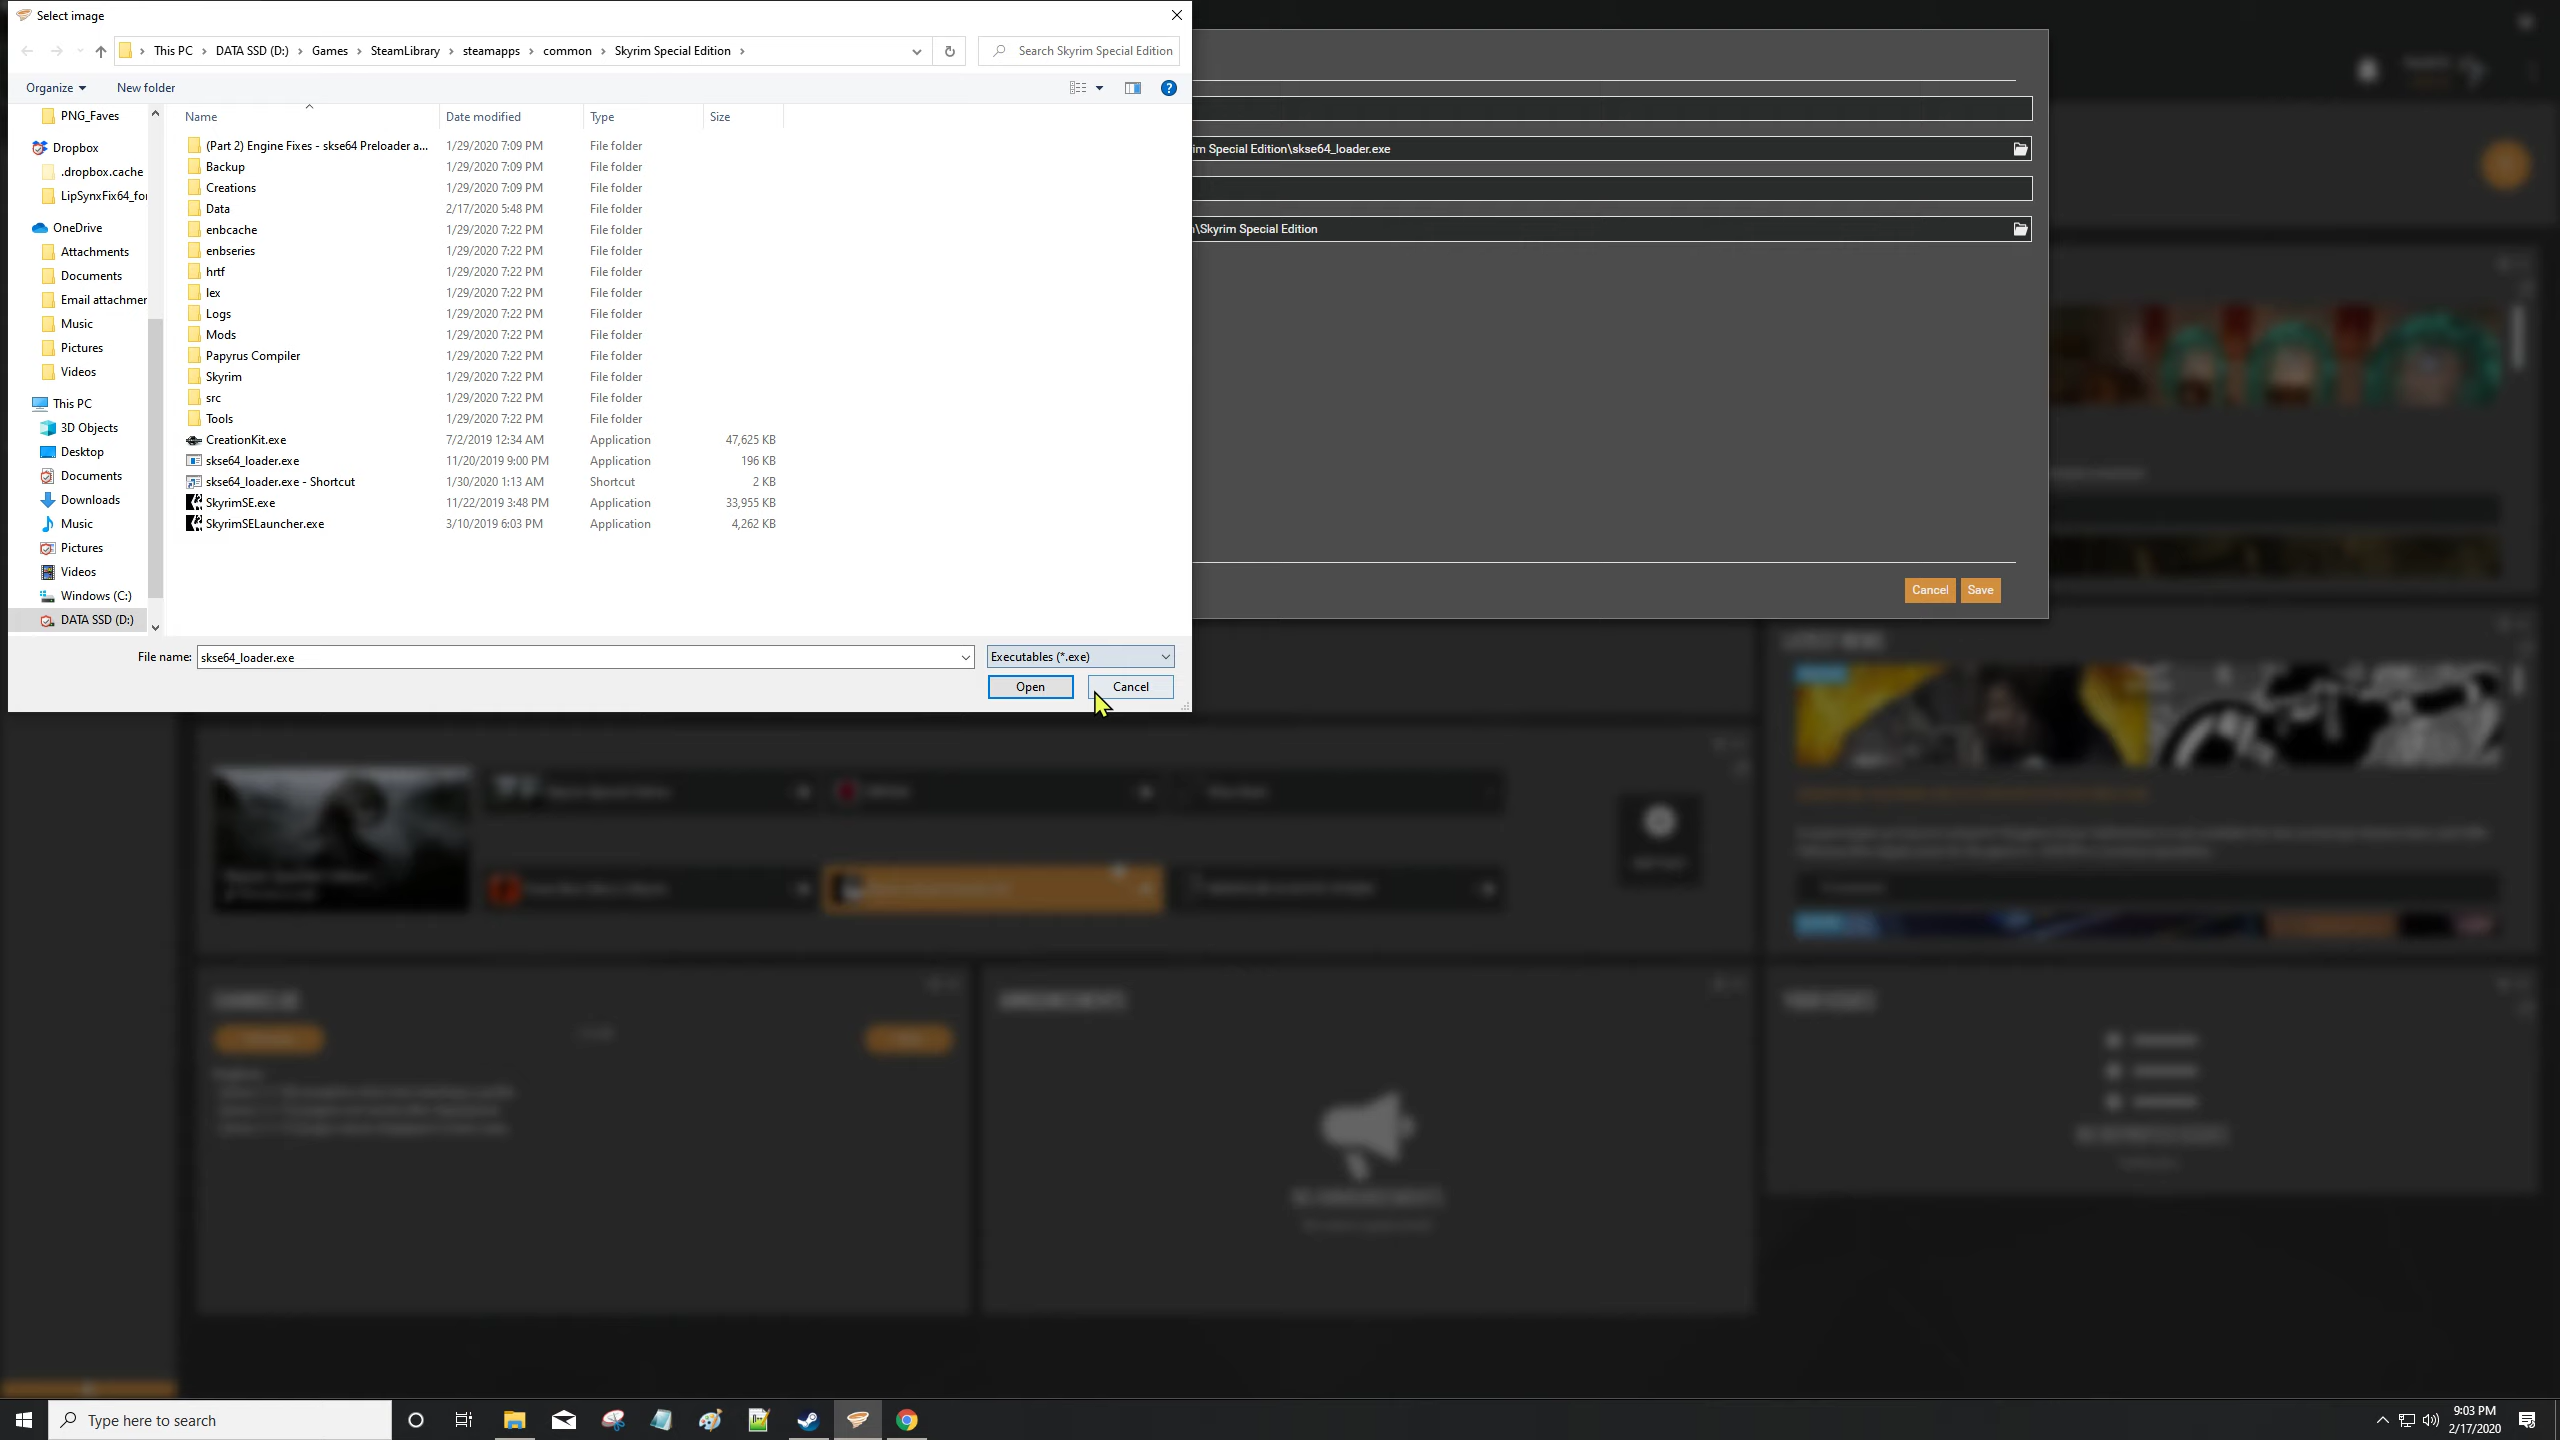 Select image
This PC
DATA SSD (D:)
Games
SteamLibrary
steamapps
common
Skyrim Special Edition
Search Skyrim Special Edition
Organize
New folder
Name
Date modified
Type
Size
PNG_Faves
Dropbox
.dropbox.cache
LipSynxFix64_for
OneDrive
Attachments
Documents
Email attachmer
Music
Pictures
Videos
This PC
3D Objects
Desktop
Documents
Downloads
Music
Pictures
Videos
Windows (C:)
DATA SSD (D:)
(Part 2) Engine Fixes - skse64 Preloader a... 1/29/2020 7:09 PM File folder
Backup 1/29/2020 7:09 PM File folder
Creations 1/29/2020 7:09 PM File folder
Data 2/17/2020 5:48 PM File folder
enbcache 1/29/2020 7:22 PM File folder
enbseries 1/29/2020 7:22 PM File folder
hrtf 1/29/2020 7:22 PM File folder
lex 1/29/2020 7:22 PM File folder
Logs 1/29/2020 7:22 PM File folder
Mods 1/29/2020 7:22 PM File folder
Papyrus Compiler 1/29/2020 7:22 PM File folder
Skyrim 1/29/2020 7:22 PM File folder
src 1/29/2020 7:22 PM File folder
Tools 1/29/2020 7:22 PM File folder
CreationKit.exe 7/2/2019 12:34 AM Application 47,625 KB
skse64_loader.exe 11/20/2019 9:00 PM Application 196 KB
skse64_loader.exe - Shortcut 1/30/2020 1:13 AM Shortcut 2 KB
SkyrimSE.exe 11/22/2019 3:48 PM Application 33,955 KB
SkyrimSELauncher.exe 3/10/2019 6:03 PM Application 4,262 KB
File name: skse64_loader.exe
Executables (*.exe)
Open
Cancel
im Special Edition\skse64_loader.exe
\Skyrim Special Edition
Cancel
Save
LATEST NEWS
Type here to search
9:03 PM
2/17/2020